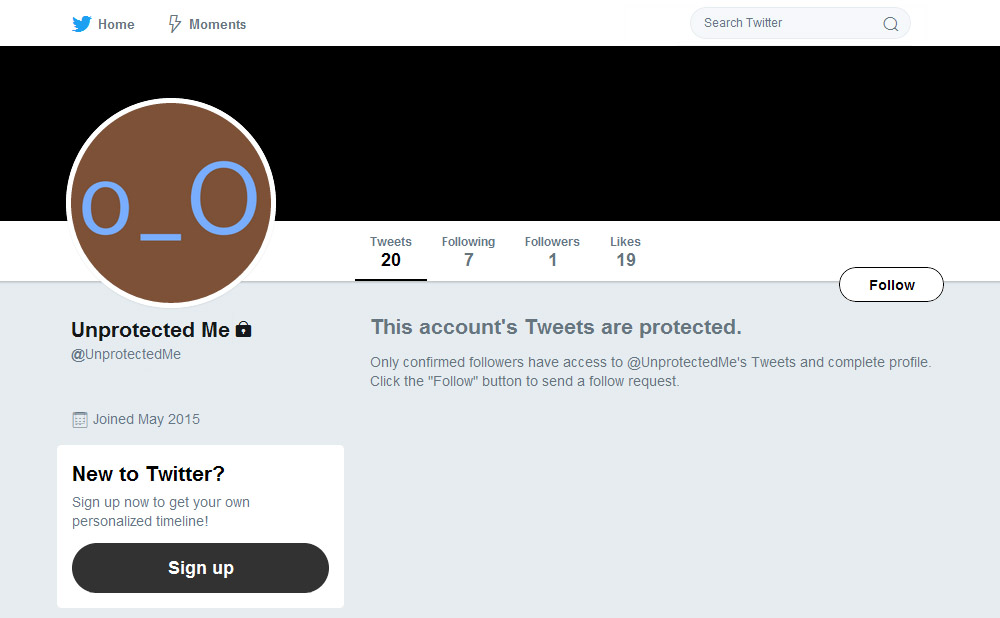 Home Moments Search Twitter
o_O
Tweets Following Followers Likes
20 7 1 19
Follow
Unprotected Me
@UnprotectedMe
This account's Tweets are protected.
Only confirmed followers have access to @UnprotectedMe's Tweets and complete profile.
Click the "Follow" button to send a follow request.
Joined May 2015
New to Twitter?
Sign up now to get your own
personalized timeline!
Sign up